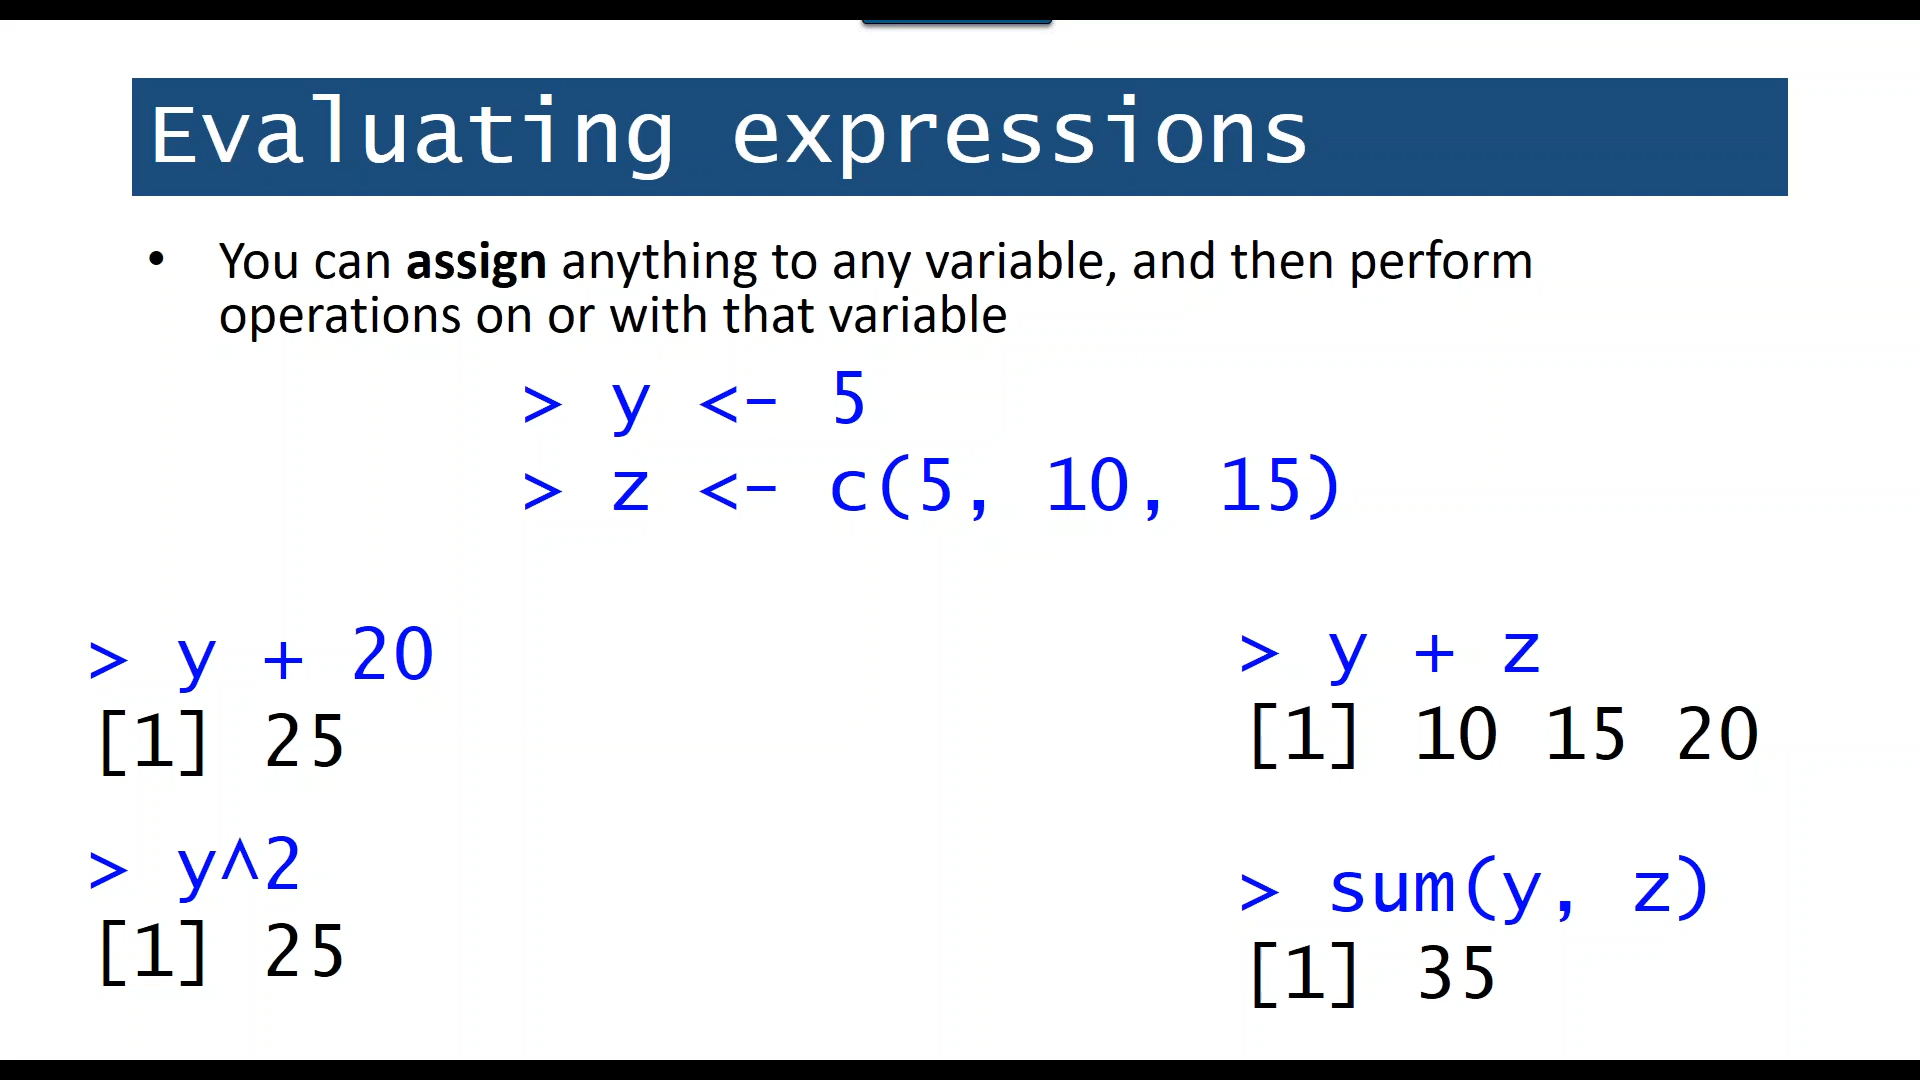 Evaluating expressions
• You can assign anything to any variable, and then perform
operations on or with that variable
> y <- 5
> z <- c(5, 10, 15)
> y + 20
[1] 25
> y^2
[1] 25
> y + z
[1] 10 15 20
> sum(y, z)
[1] 35